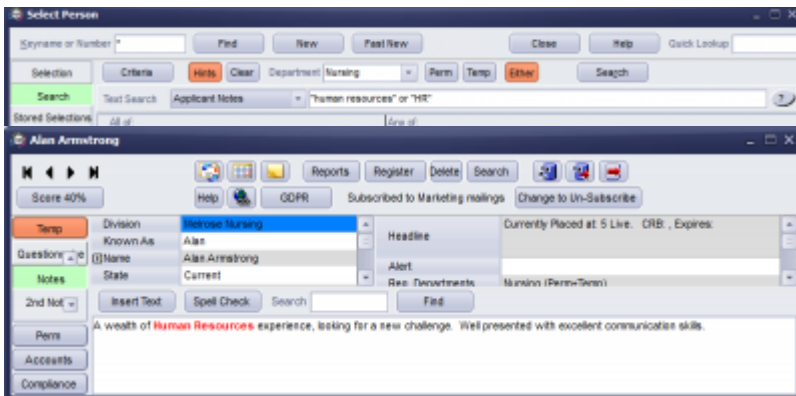 Select Person
Keyname or Number * Find New Fast New Close Help Quick Lookup
Selection Criteria Hints Clear Department Nursing Perm Temp Either Search
Search Text Search Applicant Notes "human resources" or "HR"
Stored Selections All of: Any of:
Alan Armstrong
Reports Register Delete Search
Score 40% Help GDPR Subscribed to Marketing mailings Change to Un-Subscribe
Temp Division Melrose Nursing Headline Currently Placed at: 5 Live. CRB: , Expires:
Known As Alan
Name Alan Armstrong
Notes State Current Alert
Reg. Departments Nursing (Perm+Temp)
2nd Not Insert Text Spell Check Search Find
Perm
A wealth of Human Resources experience, looking for a new challenge. Well presented with excellent communication skills.
Accounts
Compliance